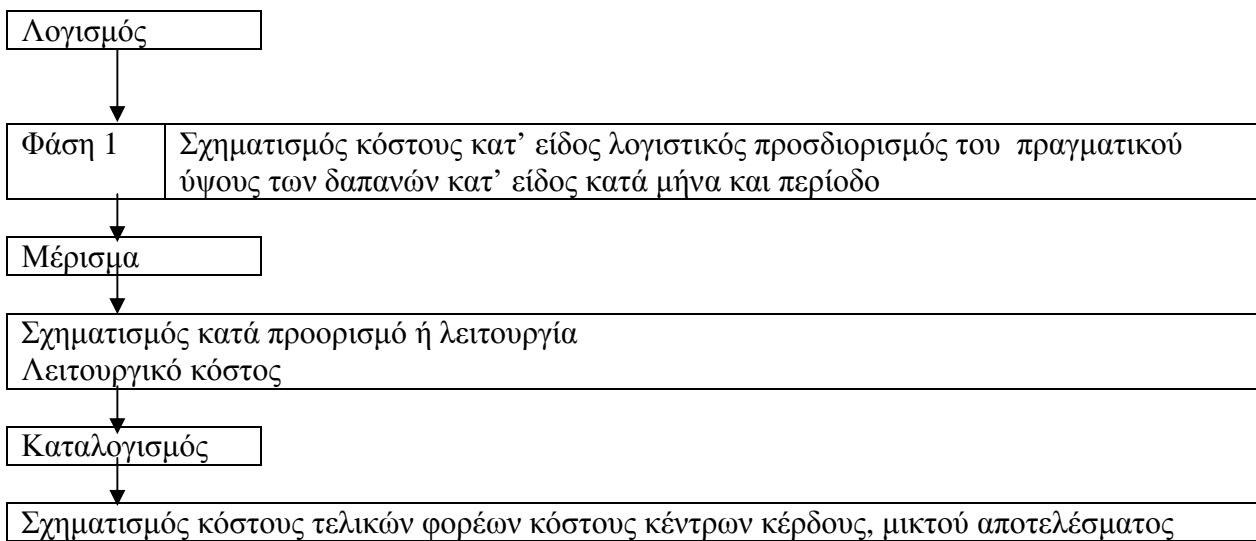 Λογισμός
Φάση 1 Σχηματισμός κόστους κατ’ είδος λογιστικός προσδιορισμός του πραγματικού
ύψους των δαπανών κατ’ είδος κατά μήνα και περίοδο
Μέρισμα
Σχηματισμός κατά προορισμό ή λειτουργία
Λειτουργικό κόστος
Καταλογισμός
Σχηματισμός κόστους τελικών φορέων κόστους κέντρων κέρδους, μικτού αποτελέσματος